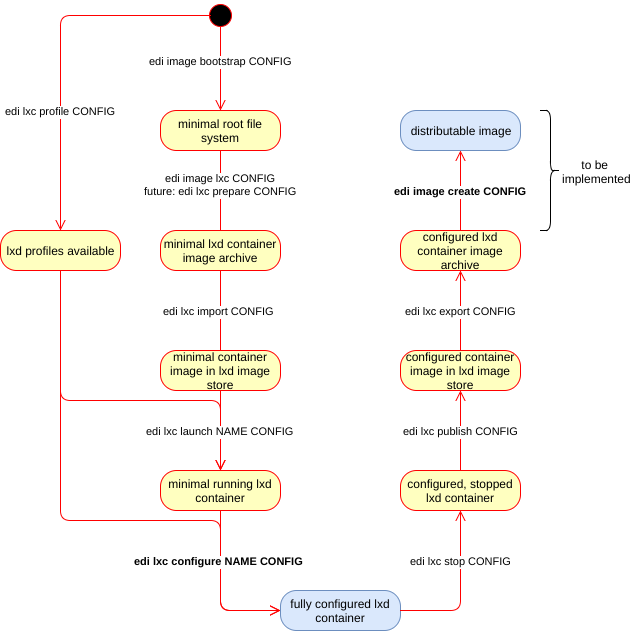 edi image bootstrap CONFIG
edi lxc profile CONFIG
minimal root file
system
distributable image
to be
implemented
edi image lxc CONFIG
future: edi lxc prepare CONFIG
edi image create CONFIG
lxd profiles available
minimal lxd container
image archive
configured lxd
container image
archive
edi lxc import CONFIG
edi lxc export CONFIG
minimal container
image in lxd image
store
configured container
image in lxd image
store
edi lxc launch NAME CONFIG
edi lxc publish CONFIG
minimal running lxd
container
configured, stopped
lxd container
edi lxc configure NAME CONFIG
edi lxc stop CONFIG
fully configured lxd
container